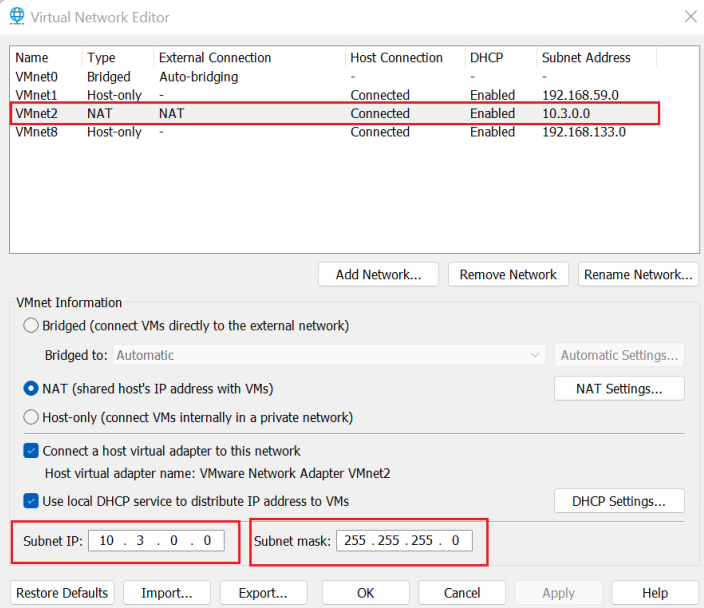 Virtual Network Editor
Name Type External Connection Host Connection DHCP Subnet Address
VMnet0 Bridged Auto-bridging - - -
VMnet1 Host-only - Connected Enabled 192.168.59.0
VMnet2 NAT NAT Connected Enabled 10.3.0.0
VMnet8 Host-only - Connected Enabled 192.168.133.0
Add Network... Remove Network Rename Network...
VMnet Information
Bridged (connect VMs directly to the external network)
Bridged to: Automatic Automatic Settings...
NAT (shared host's IP address with VMs) NAT Settings...
Host-only (connect VMs internally in a private network)
Connect a host virtual adapter to this network
Host virtual adapter name: VMware Network Adapter VMnet2
Use local DHCP service to distribute IP address to VMs DHCP Settings...
Subnet IP: 10 . 3 . 0 . 0 Subnet mask: 255 . 255 . 255 . 0
Restore Defaults Import... Export... OK Cancel Apply Help